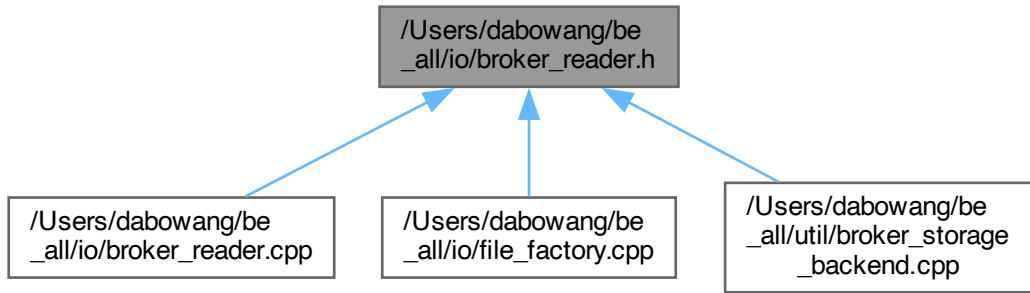 /Users/dabowang/be
_all/io/broker_reader.h
/Users/dabowang/be
_all/io/broker_reader.cpp
/Users/dabowang/be
_all/io/file_factory.cpp
/Users/dabowang/be
_all/util/broker_storage
_backend.cpp